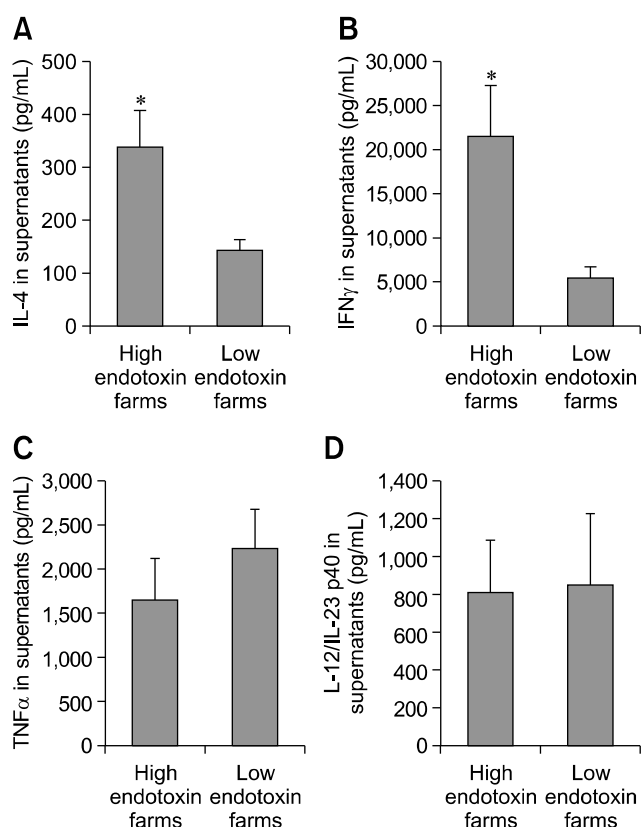 A
IL-4 in supernatants (pg/mL)
500
400
300
200
100
0
*
High
endotoxin
farms
Low
endotoxin
farms
B
IFNγ in supernatants (pg/mL)
30,000
25,000
20,000
15,000
10,000
5,000
0
*
High
endotoxin
farms
Low
endotoxin
farms
C
TNFα in supernatants (pg/mL)
3,000
2,500
2,000
1,500
1,000
500
0
High
endotoxin
farms
Low
endotoxin
farms
D
L-12/IL-23 p40 in
supernatants (pg/mL)
1,400
1,200
1,000
800
600
400
200
0
High
endotoxin
farms
Low
endotoxin
farms